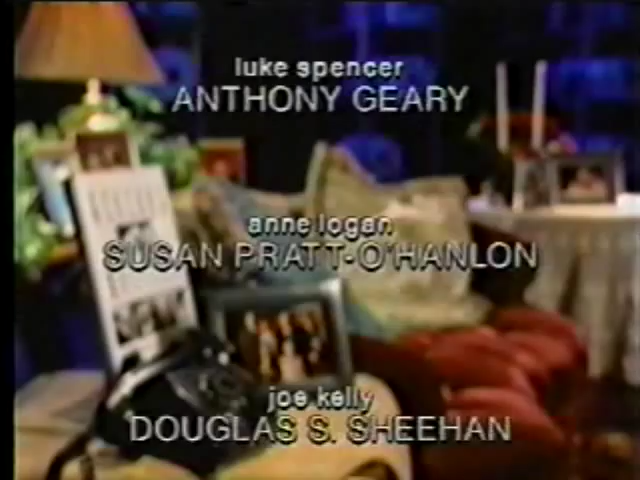 luke spencer
ANTHONY GEARY
anne logan
SUSAN PRATT-O'HANLON
joe kelly
DOUGLAS S. SHEEHAN